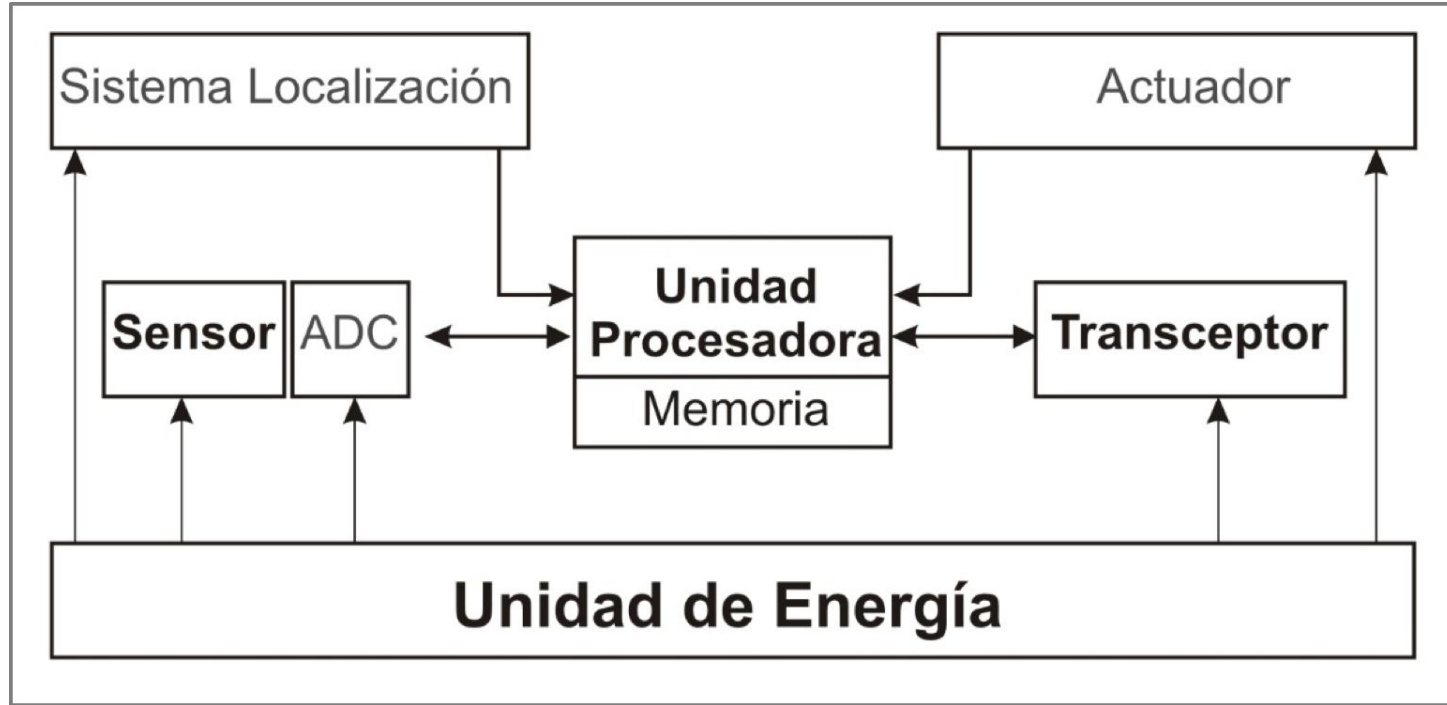 Sistema Localización
Actuador
Sensor
ADC
Unidad
Procesadora
Memoria
Transceptor
Unidad de Energía